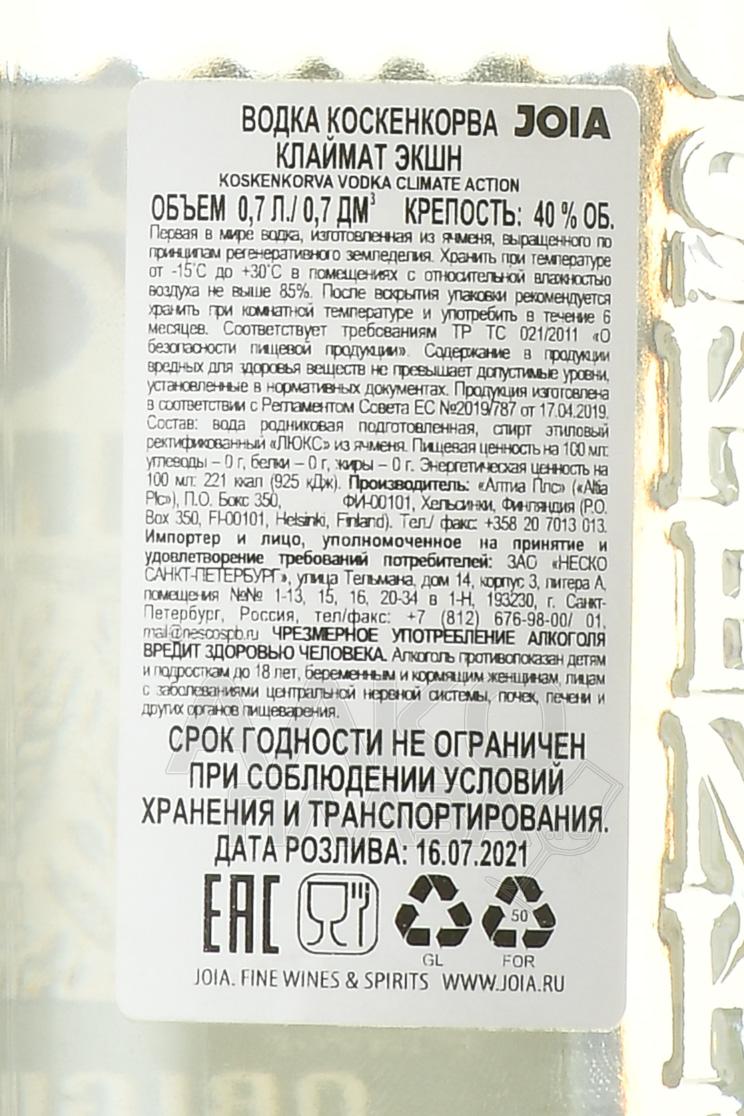 ВОДКА КОСКЕНКОРВА JOIA
КЛАЙМАТ ЭКШН
KOSKENKORVA VODKA CLIMATE ACTION
ОБЪЕМ 0,7 Л./ 0,7 ДМ³ КРЕПОСТЬ: 40 % ОБ.
Первая в мире водка, изготовленная из ячменя, выращенного по
принципам регенеративного земледелия. Хранить при температуре
от -15°С до +30°С в помещениях с относительной влажностью
воздуха не выше 85%. После вскрытия упаковки рекомендуется
хранить при комнатной температуре и употребить в течение 6
месяцев. Соответствует требованиям ТР ТС 021/2011 «О
безопасности пищевой продукции». Содержание в продукции
вредных для здоровья веществ не превышает допустимые уровни,
установленные в нормативных документах. Продукция изготовлена
в соответствии с Регламентом Совета ЕС №2019/787 от 17.04.2019.
Состав: вода родниковая подготовленная, спирт этиловый
ректификованный «ЛЮКС» из ячменя. Пищевая ценность на 100 мл:
углеводы – 0 г, белки – 0 г, жиры – 0 г. Энергетическая ценность на
100 мл: 221 ккал (925 кДж). Производитель: «Алтиа Плс» («Altia
Plc»), П.О. Бокс 350, ФИ-00101, Хельсинки, Финляндия (P.O.
Box 350, FI-00101, Helsinki, Finland). Тел./ факс: +358 20 7013 013.
Импортер и лицо, уполномоченное на принятие и
удовлетворение требований потребителей: ЗАО «НЕСКО
САНКТ-ПЕТЕРБУРГ», улица Тельмана, дом 14, корпус 3, литера А,
помещения №№ 1-13, 15, 16, 20-34 в 1-Н, 193230, г. Санкт-
Петербург, Россия, тел/факс: +7 (812) 676-98-00/ 01,
mail@nescospb.ru ЧРЕЗМЕРНОЕ УПОТРЕБЛЕНИЕ АЛКОГОЛЯ
ВРЕДИТ ЗДОРОВЬЮ ЧЕЛОВЕКА. Алкоголь противопоказан детям
и подросткам до 18 лет, беременным и кормящим женщинам, лицам
с заболеваниями центральной нервной системы, почек, печени и
других органов пищеварения.
СРОК ГОДНОСТИ НЕ ОГРАНИЧЕН
ПРИ СОБЛЮДЕНИИ УСЛОВИЙ
ХРАНЕНИЯ И ТРАНСПОРТИРОВАНИЯ.
ДАТА РОЗЛИВА: 16.07.2021
EAC
50
GL FOR
JOIA. FINE WINES & SPIRITS WWW.JOIA.RU